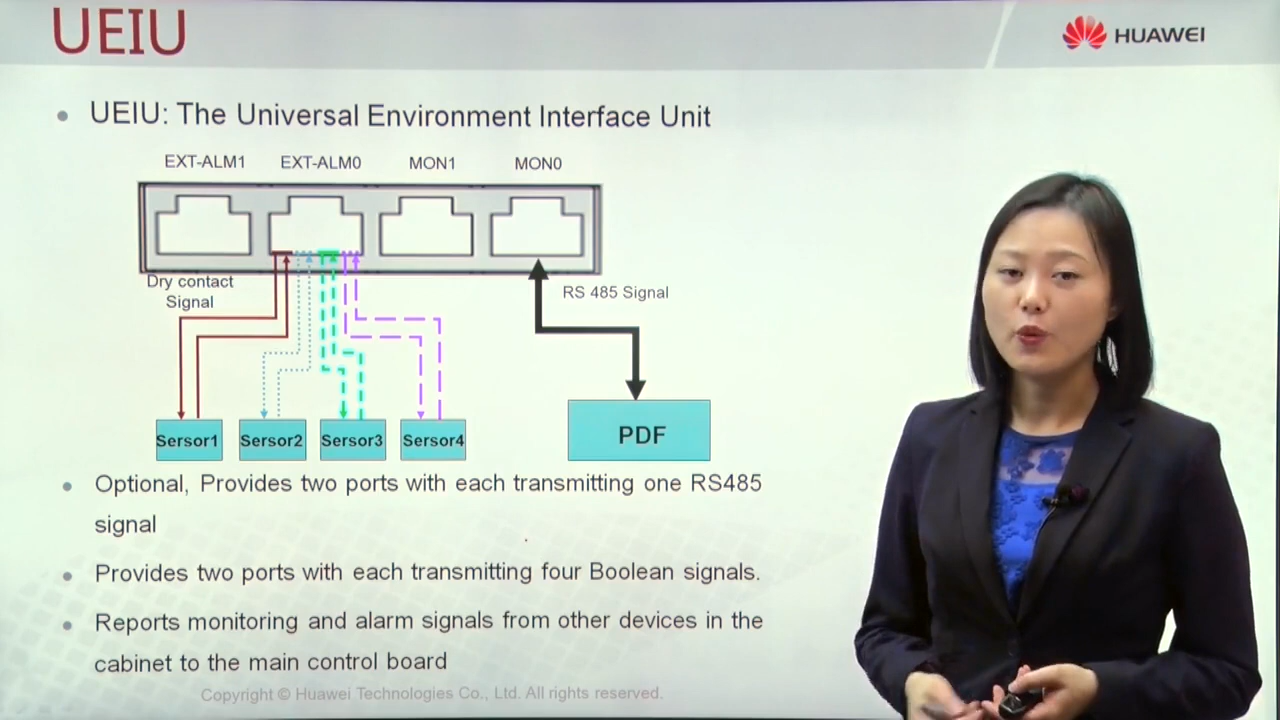 UEIU
HUAWEI
UEIU: The Universal Environment Interface Unit
EXT-ALM1 EXT-ALM0 MON1 MON0
Dry contact
Signal
RS 485 Signal
Sersor1 Sersor2 Sersor3 Sersor4
PDF
Optional, Provides two ports with each transmitting one RS485
signal
Provides two ports with each transmitting four Boolean signals.
Reports monitoring and alarm signals from other devices in the
cabinet to the main control board
Copyright © Huawei Technologies Co., Ltd. All rights reserved.